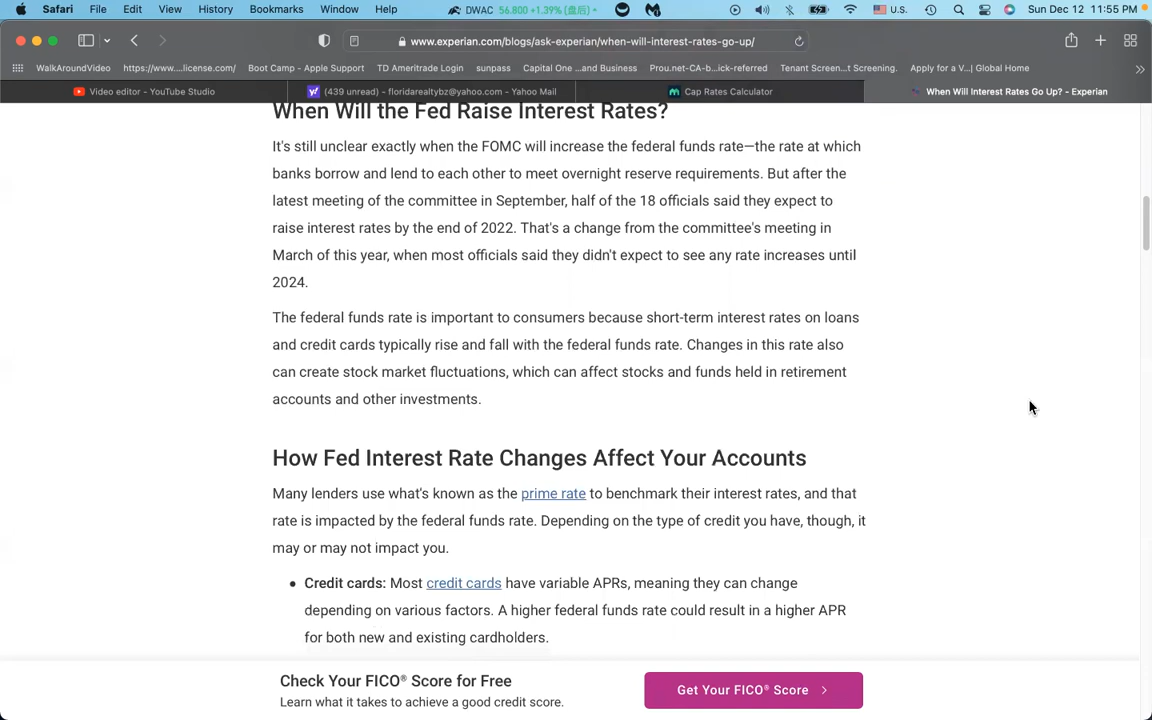 Safari File Edit View History Bookmarks Window Help DWAC 56.800 +1.39% (盘后) U.S. Sun Dec 12 11:55 PM
www.experian.com/blogs/ask-experian/when-will-interest-rates-go-up/
WalkAroundVideo https://www....license.com/ Boot Camp - Apple Support TD Ameritrade Login sunpass Capital One ...and Business Prou.net-CA-b...ick-referred Tenant Screen...t Screening. Apply for a V...| Global Home
Video editor - YouTube Studio (439 unread) - floridarealtybz@yahoo.com - Yahoo Mail Cap Rates Calculator When Will Interest Rates Go Up? - Experian
When Will the Fed Raise Interest Rates?
It's still unclear exactly when the FOMC will increase the federal funds rate—the rate at which
banks borrow and lend to each other to meet overnight reserve requirements. But after the
latest meeting of the committee in September, half of the 18 officials said they expect to
raise interest rates by the end of 2022. That's a change from the committee's meeting in
March of this year, when most officials said they didn't expect to see any rate increases until
2024.
The federal funds rate is important to consumers because short-term interest rates on loans
and credit cards typically rise and fall with the federal funds rate. Changes in this rate also
can create stock market fluctuations, which can affect stocks and funds held in retirement
accounts and other investments.
How Fed Interest Rate Changes Affect Your Accounts
Many lenders use what's known as the prime rate to benchmark their interest rates, and that
rate is impacted by the federal funds rate. Depending on the type of credit you have, though, it
may or may not impact you.
• Credit cards: Most credit cards have variable APRs, meaning they can change
depending on various factors. A higher federal funds rate could result in a higher APR
for both new and existing cardholders.
Check Your FICO® Score for Free
Learn what it takes to achieve a good credit score.
Get Your FICO® Score